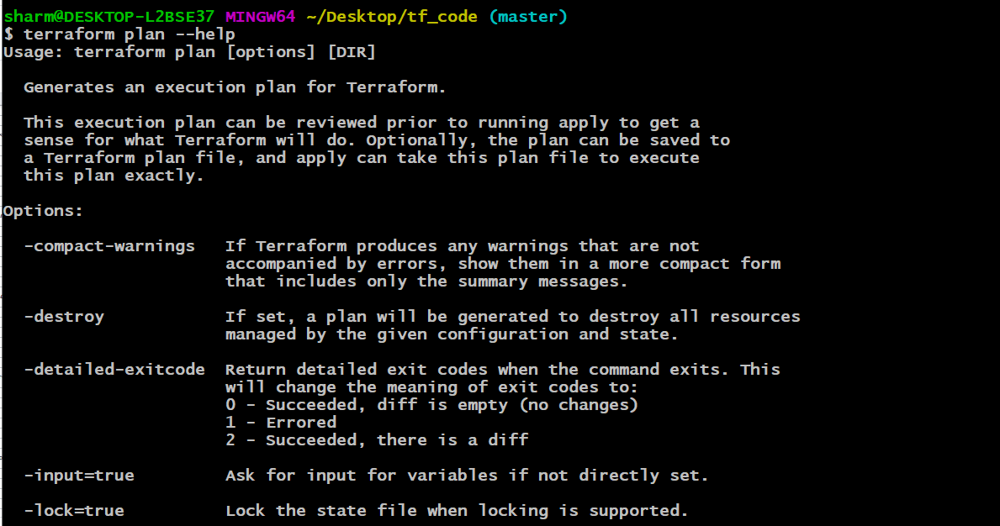 sharm@DESKTOP-L2BSE37 MINGW64 ~/Desktop/tf_code (master)
$ terraform plan --help
Usage: terraform plan [options] [DIR]
Generates an execution plan for Terraform.
This execution plan can be reviewed prior to running apply to get a
sense for what Terraform will do. Optionally, the plan can be saved to
a Terraform plan file, and apply can take this plan file to execute
this plan exactly.
Options:
-compact-warnings   If Terraform produces any warnings that are not
accompanied by errors, show them in a more compact form
that includes only the summary messages.
-destroy            If set, a plan will be generated to destroy all resources
managed by the given configuration and state.
-detailed-exitcode  Return detailed exit codes when the command exits. This
will change the meaning of exit codes to:
0 - Succeeded, diff is empty (no changes)
1 - Errored
2 - Succeeded, there is a diff
-input=true         Ask for input for variables if not directly set.
-lock=true          Lock the state file when locking is supported.